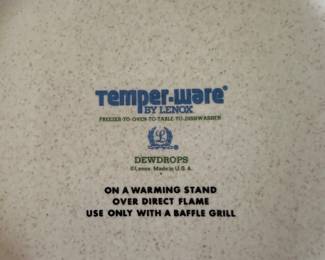 Temper-ware®
BY LENOX
FREEZER-TO-OVEN-TO-TABLE-TO-DISHWASHER
L
DEWDROPS
©Lenox. Made in U.S.A.
ON A WARMING STAND
OVER DIRECT FLAME
USE ONLY WITH A BAFFLE GRILL